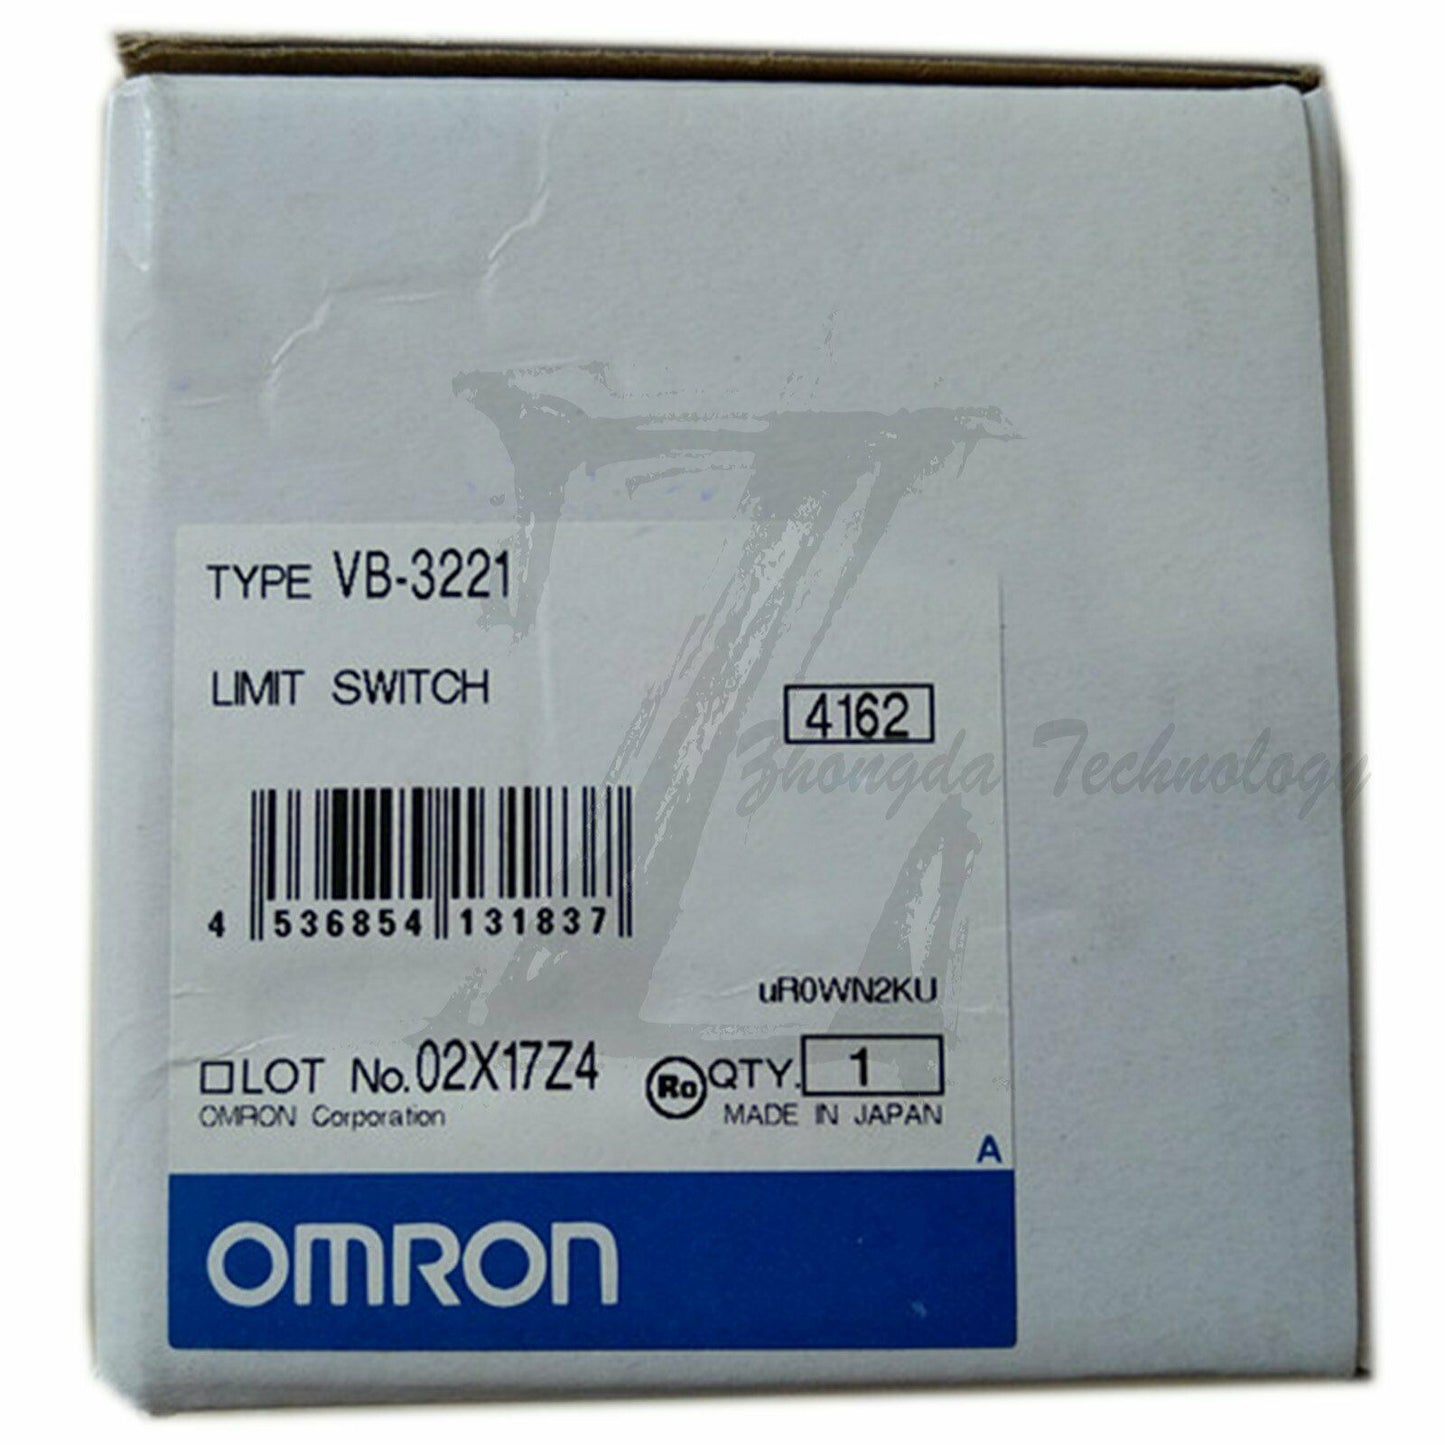 TYPE VB-3221
LIMIT SWITCH
4162
Zhongda Technology
4 536854 131837
uR0WN2KU
□LOT No. 02X17Z4
Ro QTY. 1
OMRON Corporation
MADE IN JAPAN
A
OMRON